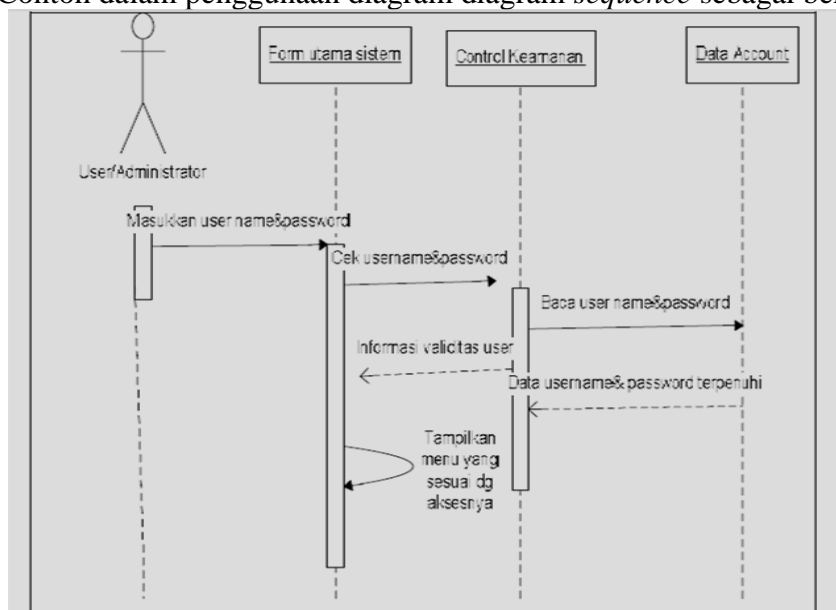 Contoh dalam penggunaan diagram diagram sequence sebagai
Form utama sistem
Control Keamanan
Data Account
User/Administrator
Masukkan user name&password
Cek username&password
Baca user name&password
Informasi validitas user
Data username& password terpenuhi
Tampilkan
menu yang
sesuai dg
aksesnya